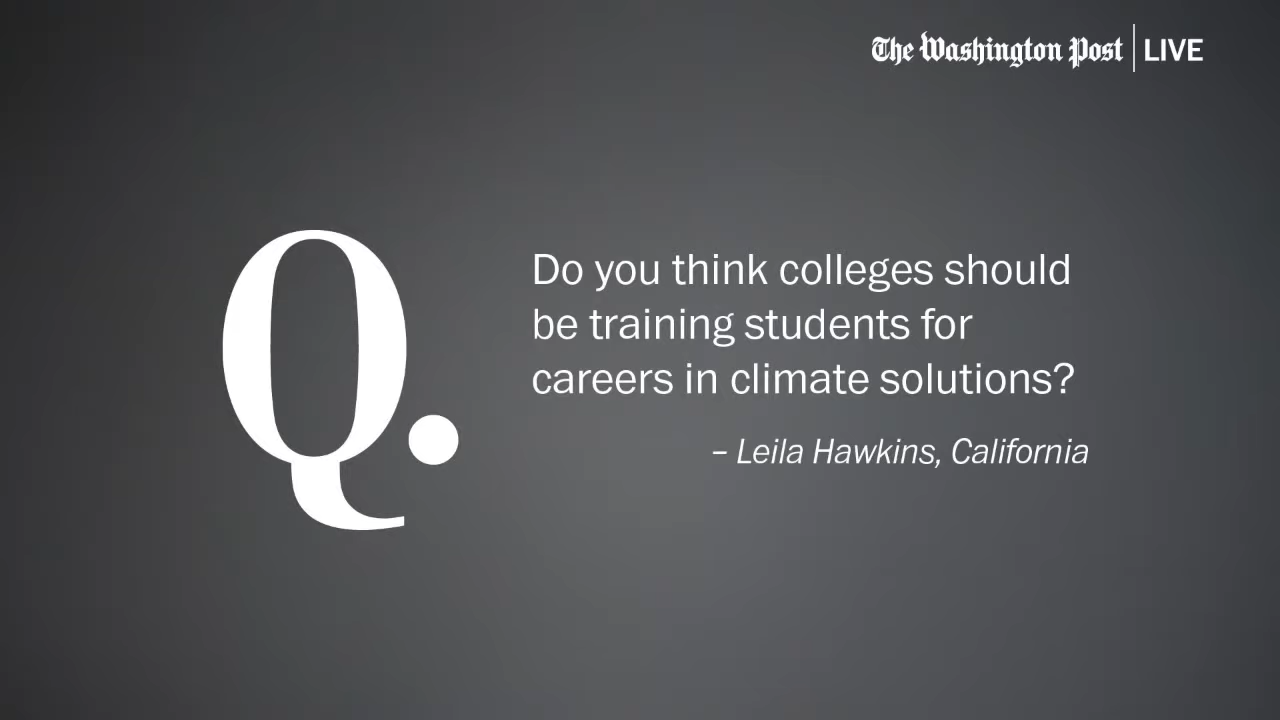 The Washington Post | LIVE
Q.
Do you think colleges should
be training students for
careers in climate solutions?
– Leila Hawkins, California